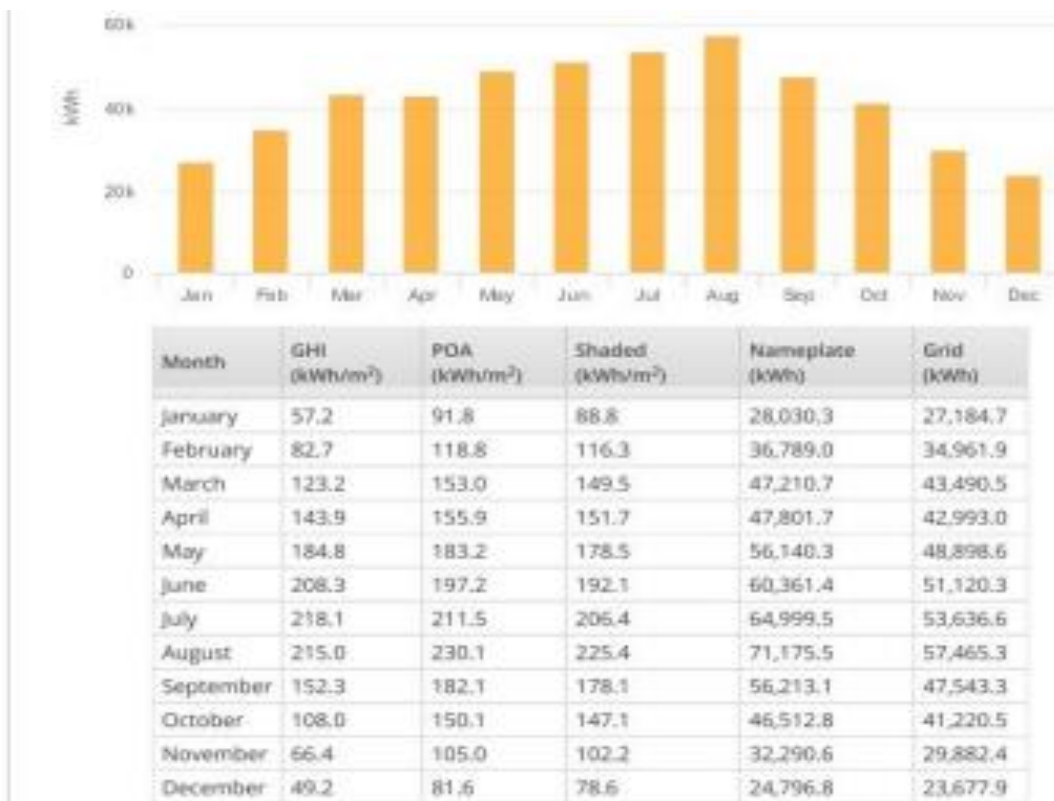 60k
kWh
40k
20k
0
Jan Feb Mar Apr May Jun Jul Aug Sep Oct Nov Dec
Month GHI (kWh/m²) POA (kWh/m²) Shaded (kWh/m²) Nameplate (kWh) Grid (kWh)
January 57.2 91.8 88.8 28,030.3 27,184.7
February 82.7 118.8 116.3 36,789.0 34,961.9
March 123.2 153.0 149.5 47,210.7 43,490.5
April 143.9 155.9 151.7 47,801.7 42,993.0
May 184.8 183.2 178.5 56,140.3 48,898.6
June 208.3 197.2 192.1 60,361.4 51,120.3
July 218.1 211.5 206.4 64,999.5 53,636.6
August 215.0 230.1 225.4 71,175.5 57,465.3
September 152.3 182.1 178.1 56,213.1 47,543.3
October 108.0 150.1 147.1 46,512.8 41,220.5
November 66.4 105.0 102.2 32,290.6 29,882.4
December 49.2 81.6 78.6 24,796.8 23,677.9